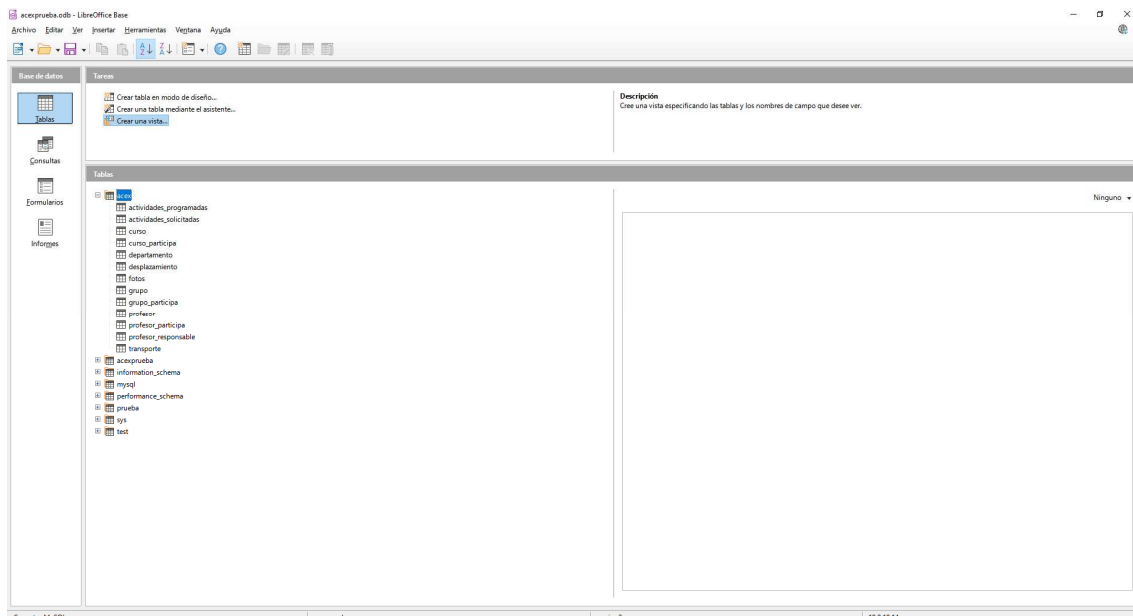 acexprueba.odb - LibreOffice Base
Archivo Editar Ver Insertar Herramientas Ventana Ayuda
Base de datos
Tareas
Tablas
Consultas
Formularios
Informes
Crear tabla en modo de diseño...
Crear una tabla mediante el asistente...
Crear una vista...
Descripción
Cree una vista especificando las tablas y los nombres de campo que desee ver.
Tablas
Ninguno
acex
actividades_programadas
actividades_solicitadas
curso
curso_participa
departamento
desplazamiento
fotos
grupo
grupo_participa
profesor
profesor_participa
profesor_responsable
transporte
acexprueba
information_schema
mysql
performance_schema
prueba
sys
test